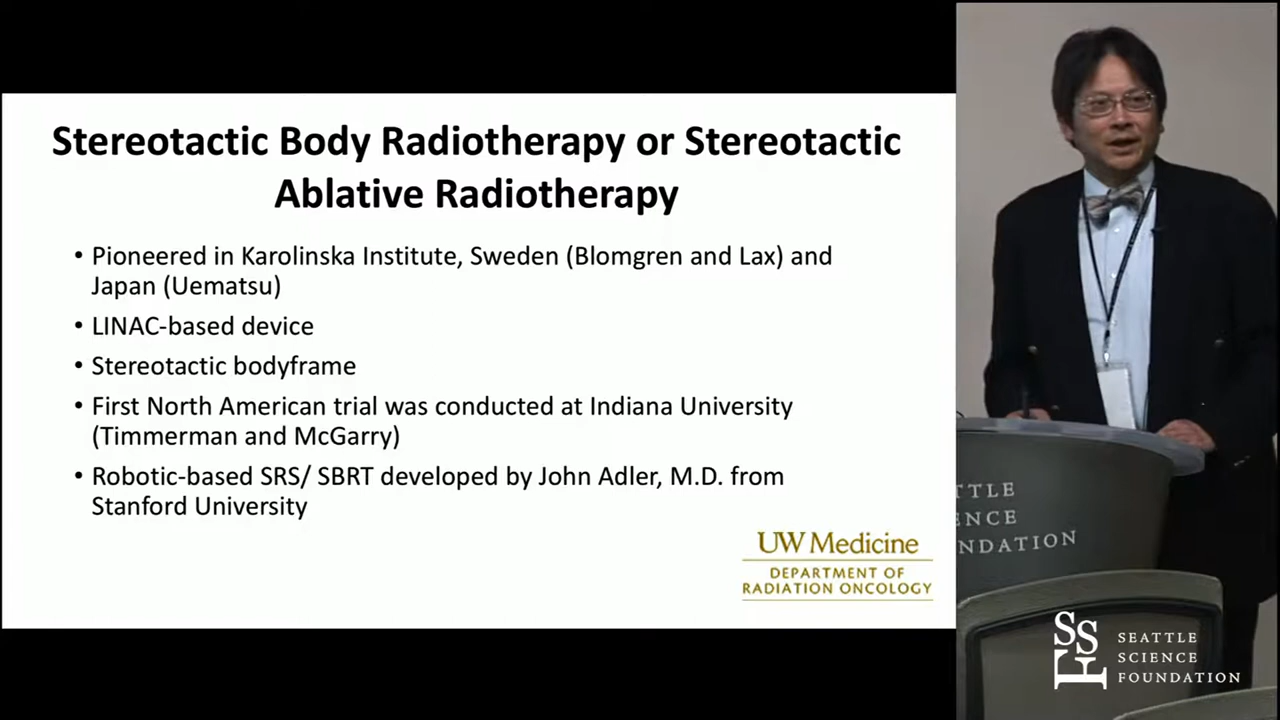 Stereotactic Body Radiotherapy or Stereotactic
Ablative Radiotherapy
• Pioneered in Karolinska Institute, Sweden (Blomgren and Lax) and
Japan (Uematsu)
• LINAC-based device
• Stereotactic bodyframe
• First North American trial was conducted at Indiana University
(Timmerman and McGarry)
• Robotic-based SRS/ SBRT developed by John Adler, M.D. from
Stanford University
UW Medicine
DEPARTMENT OF
RADIATION ONCOLOGY
TTLE
ENCE
NDATION
SSF
SEATTLE
SCIENCE
FOUNDATION